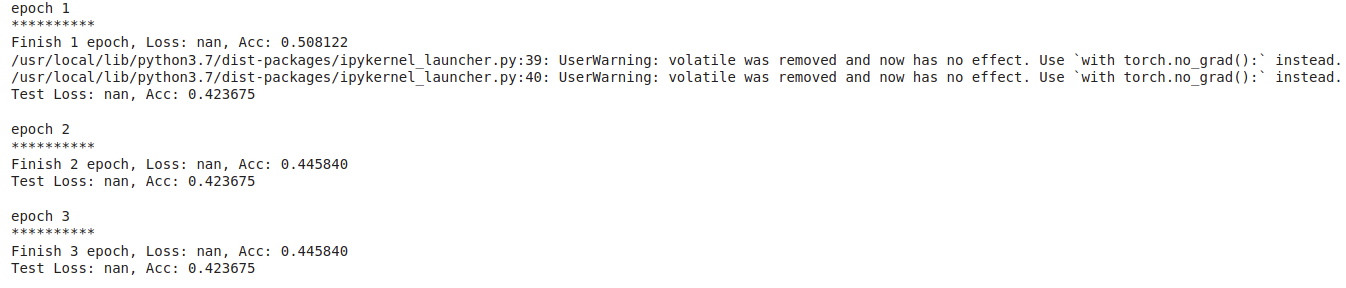 epoch 1
**********
Finish 1 epoch, Loss: nan, Acc: 0.508122
/usr/local/lib/python3.7/dist-packages/ipykernel_launcher.py:39: UserWarning: volatile was removed and now has no effect. Use `with torch.no_grad():` instead.
/usr/local/lib/python3.7/dist-packages/ipykernel_launcher.py:40: UserWarning: volatile was removed and now has no effect. Use `with torch.no_grad():` instead.
Test Loss: nan, Acc: 0.423675
epoch 2
**********
Finish 2 epoch, Loss: nan, Acc: 0.445840
Test Loss: nan, Acc: 0.423675
epoch 3
**********
Finish 3 epoch, Loss: nan, Acc: 0.445840
Test Loss: nan, Acc: 0.423675